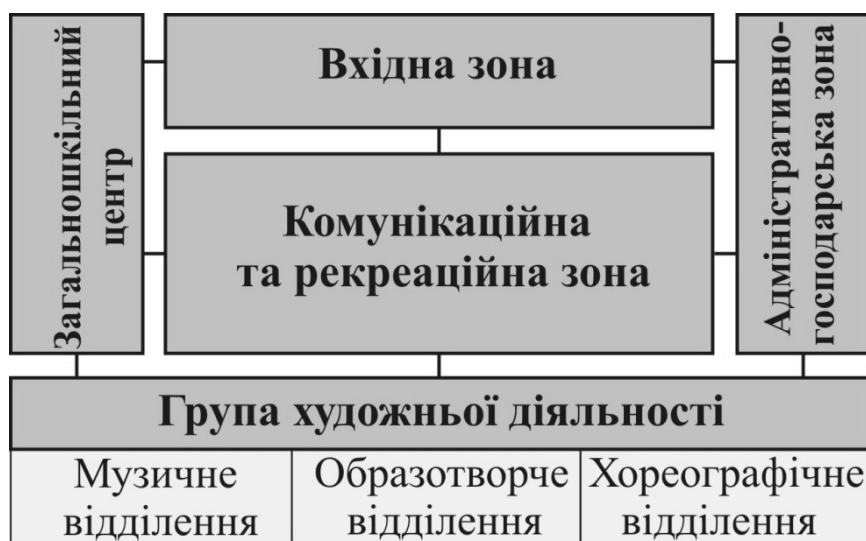 Загальношкільний
центр
Вхідна зона
Комунікаційна
та рекреаційна зона
Адміністративно-
господарська зона
Група художньої діяльності
Музичне
відділення
Образотворче
відділення
Хореографічне
відділення